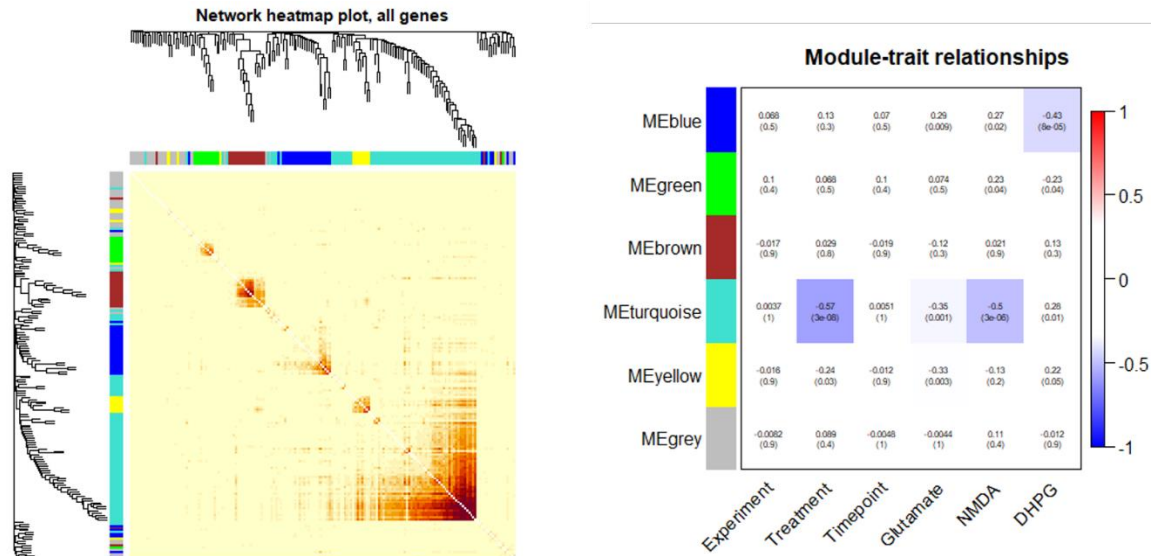 Network heatmap plot, all genes
Module-trait relationships
MEblue
0.068 0.13 0.07 0.29 0.27 -0.43
(0.5) (0.3) (0.5) (0.009) (0.02) (8e-05)
MEgreen
0.1 0.068 0.1 0.074 0.23 -0.23
(0.4) (0.5) (0.4) (0.5) (0.04) (0.04)
MEbrown
-0.017 0.029 -0.019 -0.12 0.021 0.13
(0.9) (0.8) (0.9) (0.3) (0.9) (0.3)
MEturquoise
0.0037 -0.57 0.0051 -0.35 -0.5 0.28
(1) (3e-08) (1) (0.001) (3e-06) (0.01)
MEyellow
-0.016 -0.24 -0.012 -0.33 -0.13 0.22
(0.9) (0.03) (0.9) (0.003) (0.2) (0.05)
MEgrey
-0.0082 0.089 -0.0048 -0.0044 0.11 -0.012
(0.9) (0.4) (1) (1) (0.4) (0.9)
Experiment
Treatment
Timepoint
Glutamate
NMDA
DHPG
1
0.5
0
-0.5
-1